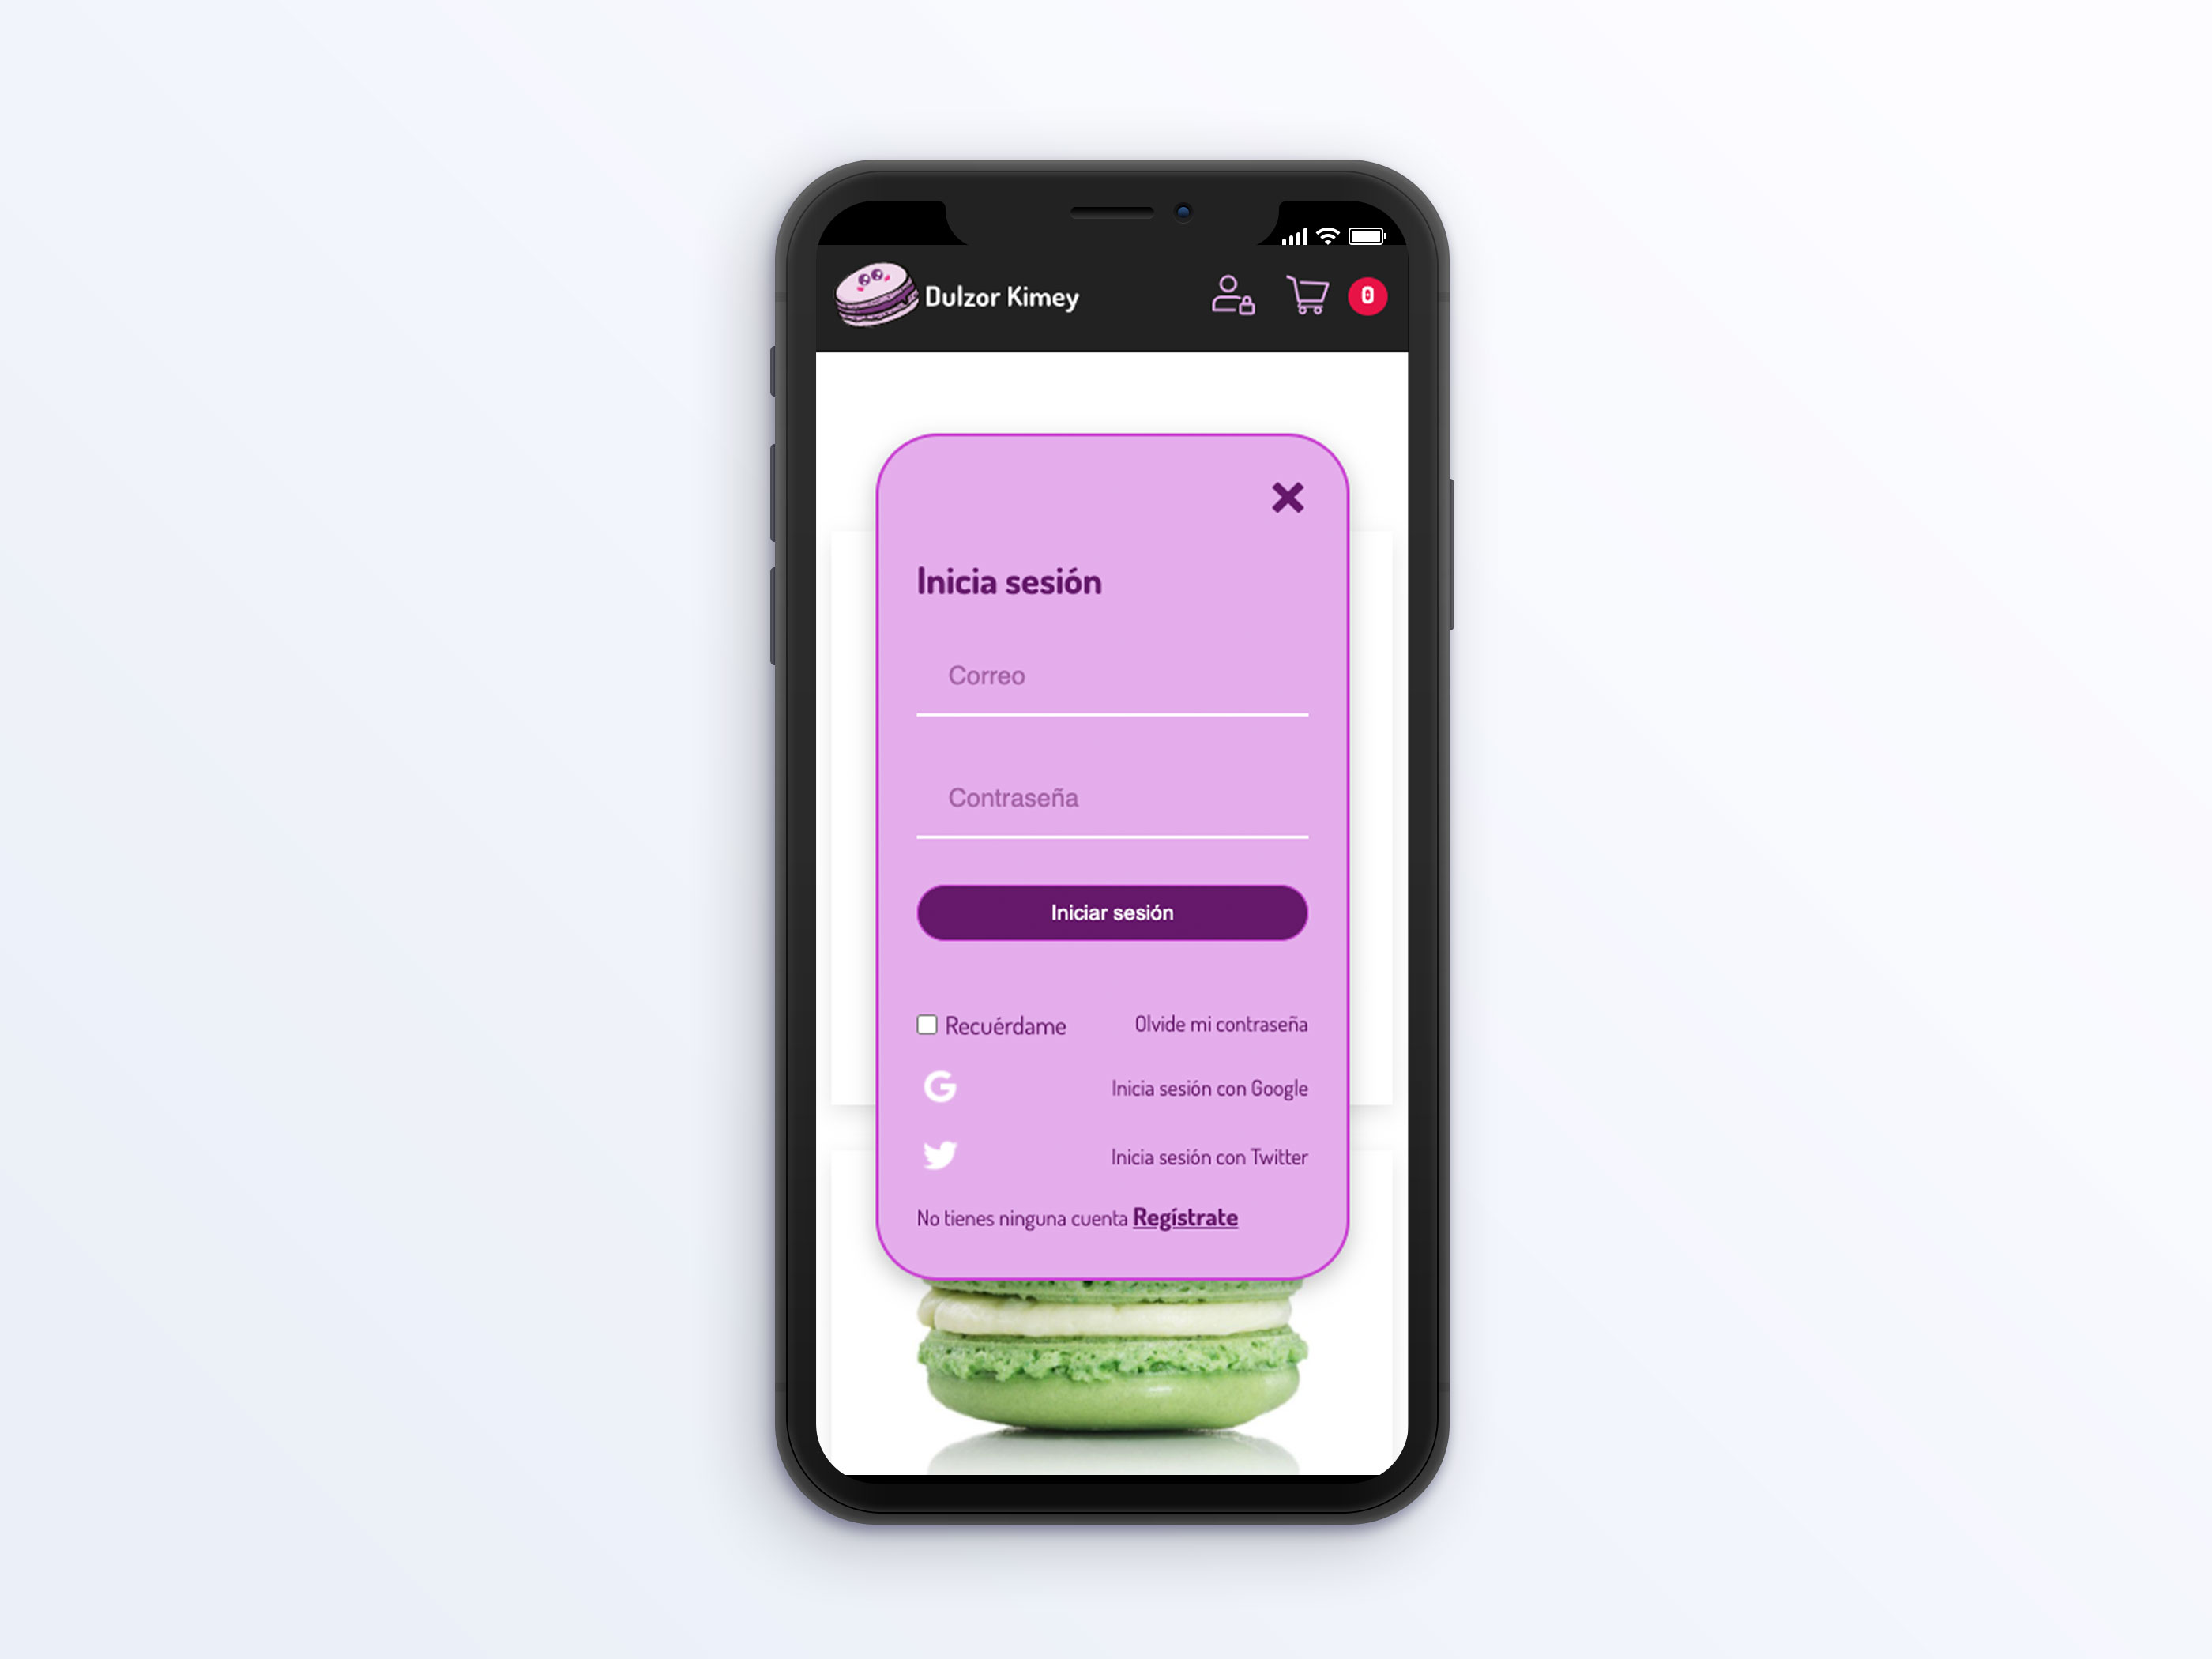 Dulzor Kimey
0
Inicia sesión
Correo
Contraseña
Iniciar sesión
Recuérdame
Olvide mi contraseña
Inicia sesión con Google
Inicia sesión con Twitter
No tienes ninguna cuenta Regístrate